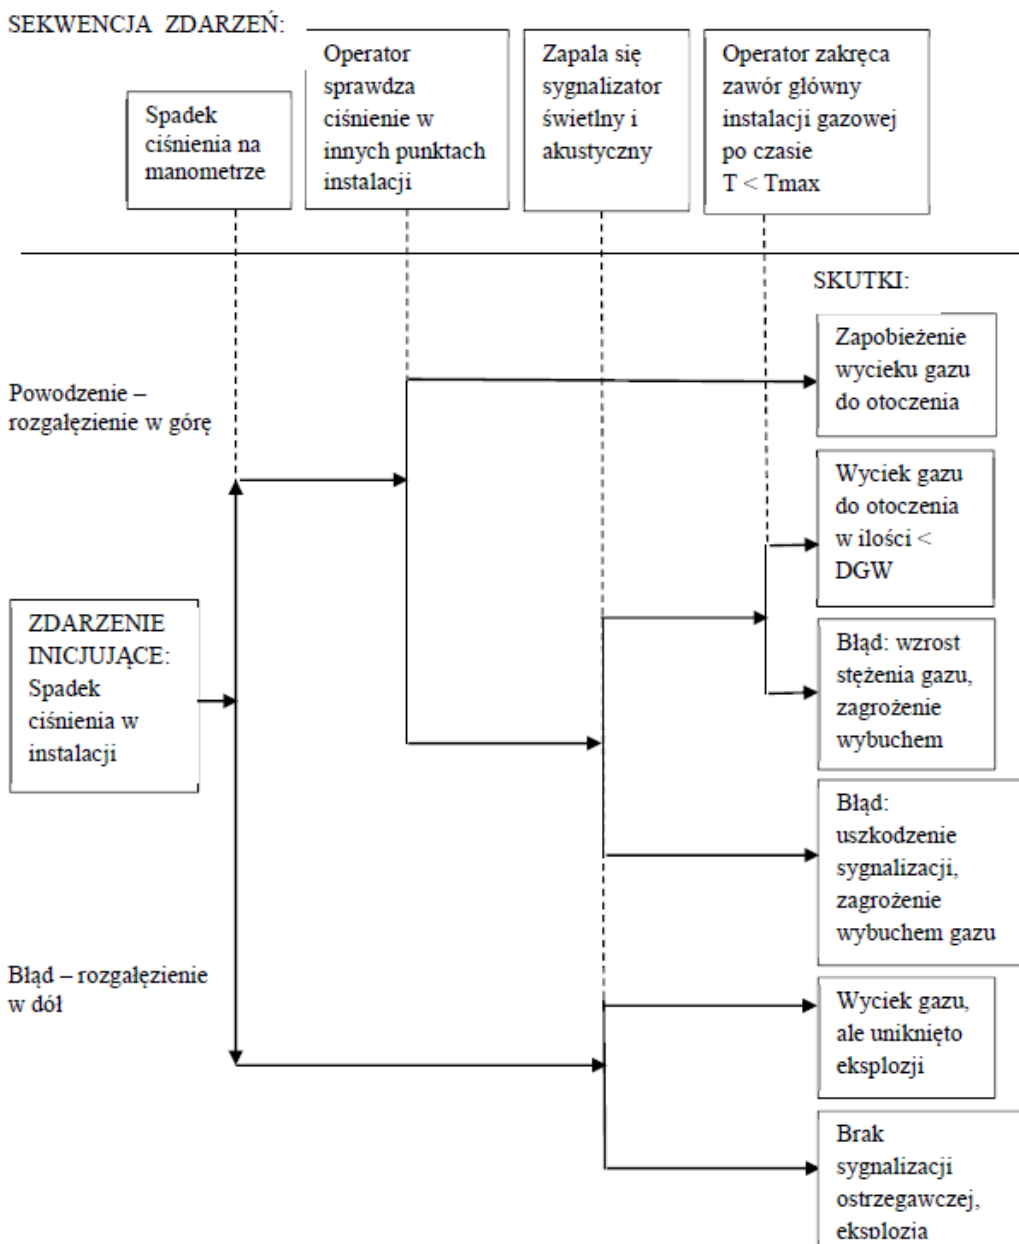 SEKWENCJA ZDARZEŃ:
Spadek
ciśnienia na
manometrze
Operator
sprawdza
ciśnienie w
innych punktach
instalacji
Zapala się
sygnalizator
świetlny i
akustyczny
Operator zakręca
zawór główny
instalacji gazowej
po czasie
T < Tmax
SKUTKI:
Powodzenie –
rozgałęzienie w górę
Zapobieżenie
wycieku gazu
do otoczenia
Wyciek gazu
do otoczenia
w ilości <
DGW
ZDARZENIE
INICJUJĄCE:
Spadek
ciśnienia w
instalacji
Błąd: wzrost
stężenia gazu,
zagrożenie
wybuchem
Błąd:
uszkodzenie
sygnalizacji,
zagrożenie
wybuchem gazu
Błąd – rozgałęzienie
w dół
Wyciek gazu,
ale uniknięto
eksplozji
Brak
sygnalizacji
ostrzegawczej,
eksplozja